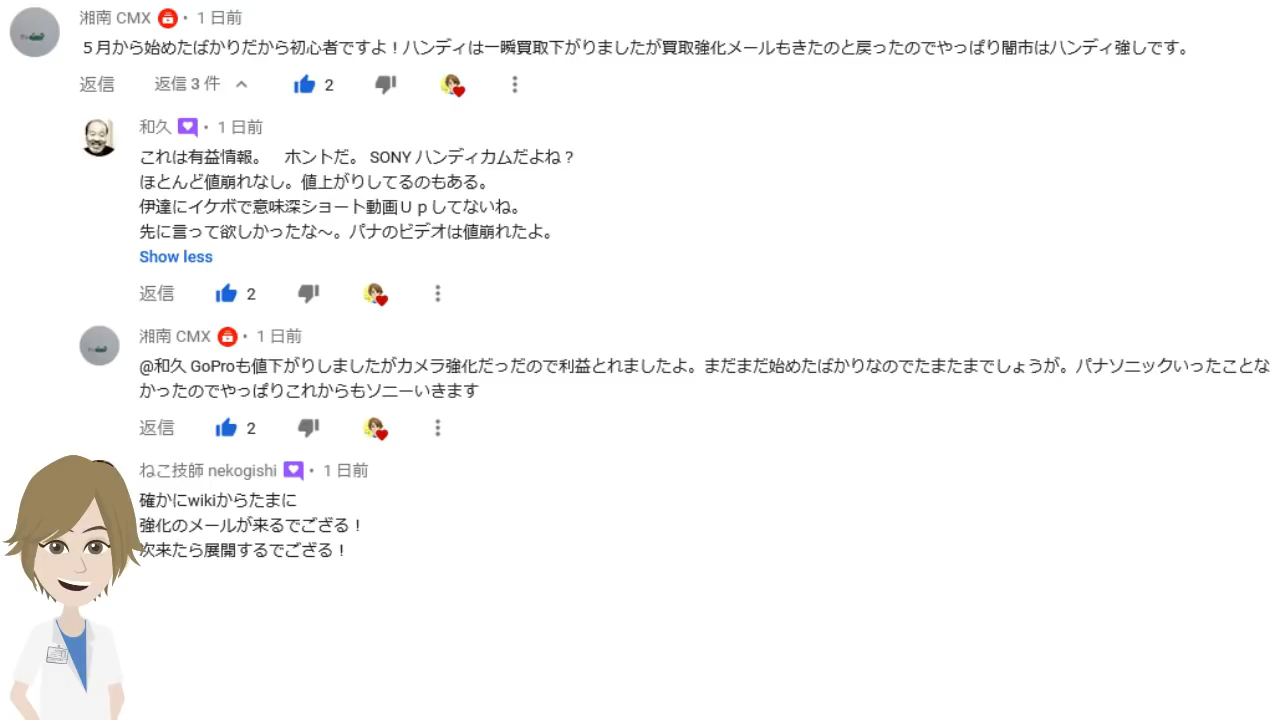 湘南 CMX ・ 1 日前
５月から始めたばかりだから初心者ですよ！ハンディは一瞬買取下がりましたが買取強化メールもきたのと戻ったのでやっぱり闇市はハンディ強しです。
返信 返信 3 件 2
和久 ・ 1 日前
これは有益情報。　ホントだ。 SONY ハンディカムだよね？
ほとんど値崩れなし。値上がりしてるのもある。
伊達にイケボで意味深ショート動画Ｕｐしてないね。
先に言って欲しかったな〜。パナのビデオは値崩れたよ。
Show less
返信 2
湘南 CMX ・ 1 日前
@和久 GoProも値下がりしましたがカメラ強化だっだので利益とれましたよ。まだまだ始めたばかりなのでたまたまでしょうが。パナソニックいったことな
かったのでやっぱりこれからもソニーいきます
返信 2
ねこ技師 nekogishi ・ 1 日前
確かにwikiからたまに
強化のメールが来るでござる！
次来たら展開するでござる！